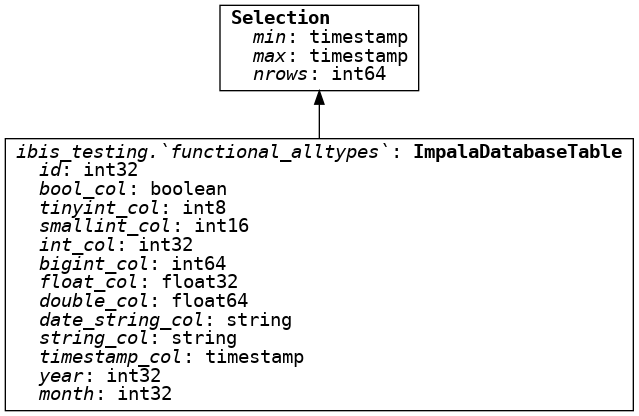 Selection
min: timestamp
max: timestamp
nrows: int64
ibis_testing.`functional_alltypes`: ImpalaDatabaseTable
id: int32
bool_col: boolean
tinyint_col: int8
smallint_col: int16
int_col: int32
bigint_col: int64
float_col: float32
double_col: float64
date_string_col: string
string_col: string
timestamp_col: timestamp
year: int32
month: int32